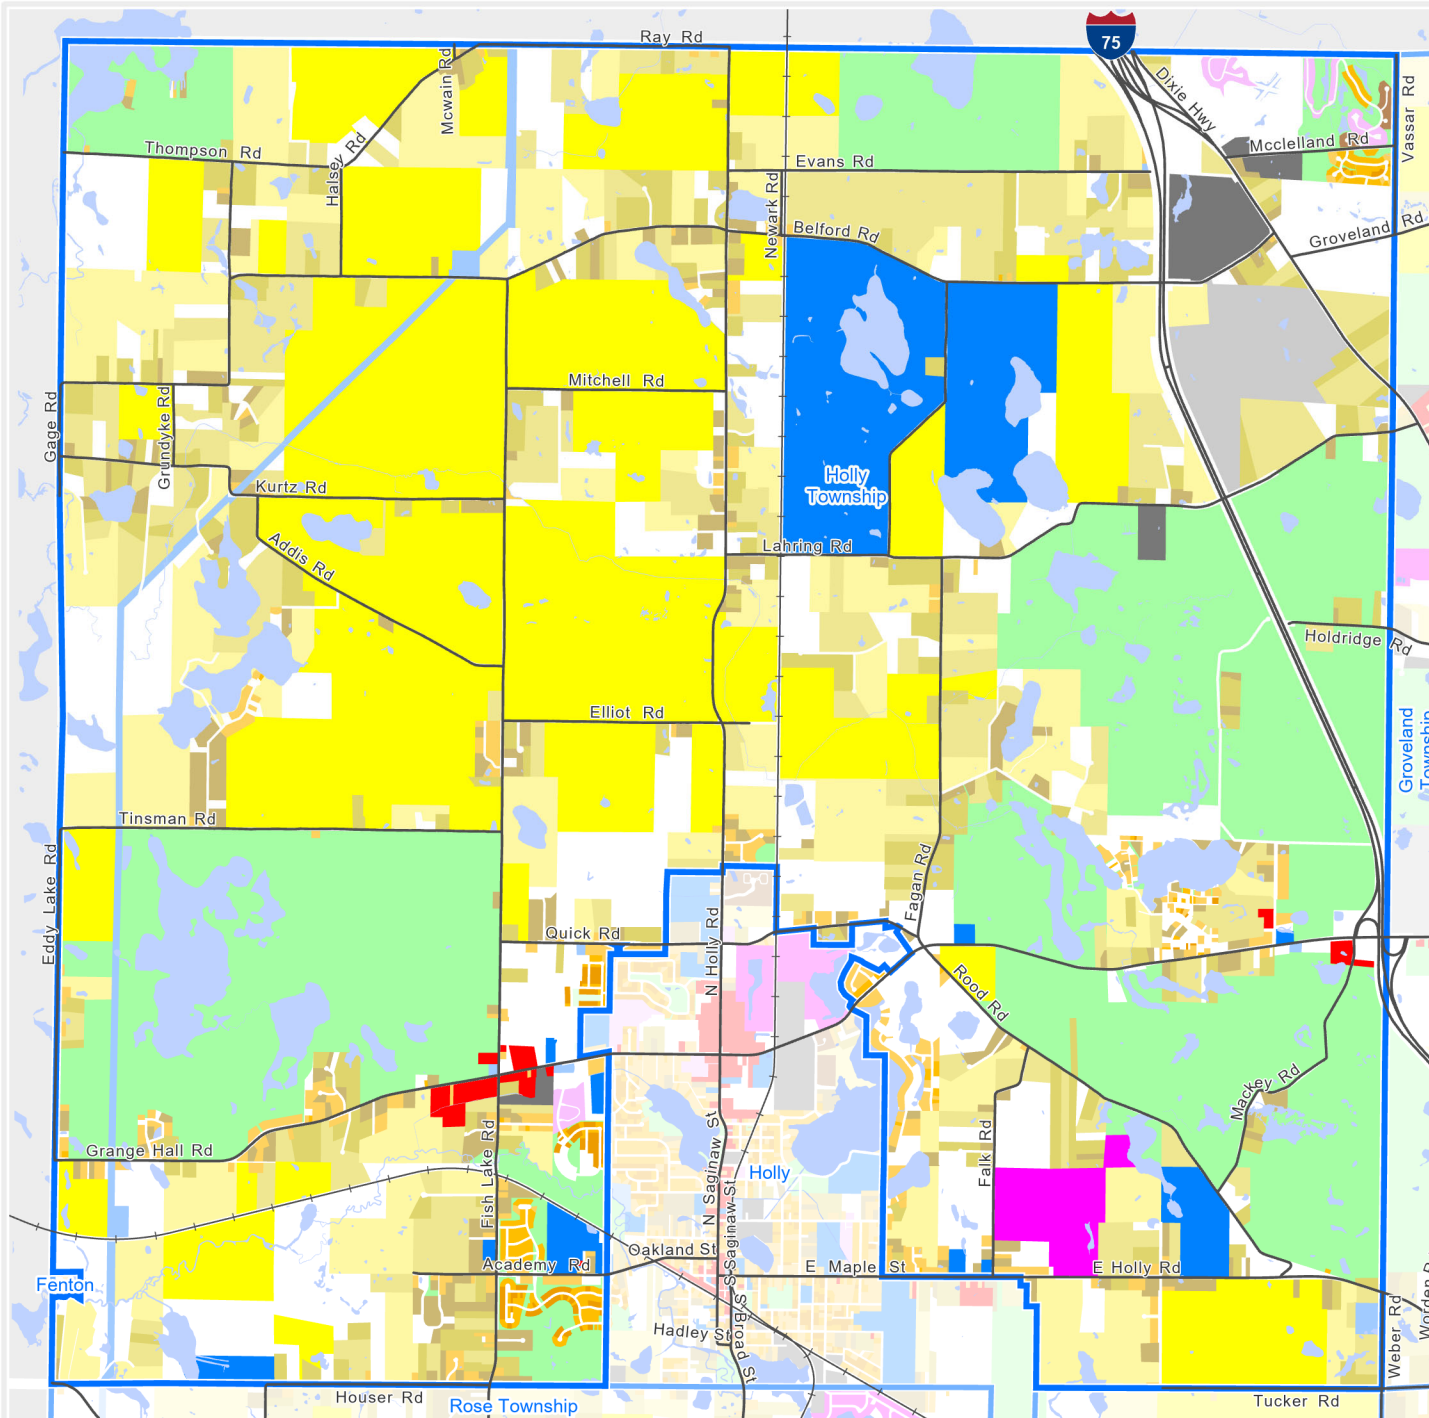 Ray Rd
75
Dixie Hwy
Mcwain Rd
Vassar Rd
Thompson Rd
Halsey Rd
Mcclelland Rd
Evans Rd
Newark Rd
Belford Rd
Groveland Rd
Mitchell Rd
Gage Rd
Grundyke Rd
Kurtz Rd
Holly
Township
Addis Rd
Lahring Rd
Holdridge Rd
Elliot Rd
Groveland
Township
Tinsman Rd
Eddy Lake Rd
Fagan Rd
Quick Rd
N Holly Rd
Rood Rd
Mackey Rd
Grange Hall Rd
Fish Lake Rd
N Saginaw St
Falk Rd
Holly
S Saginaw St
Oakland St
Academy Rd
E Maple St
E Holly Rd
Fenton
Hadley St
S Broad St
Weber Rd
Houser Rd
Rose Township
Tucker Rd